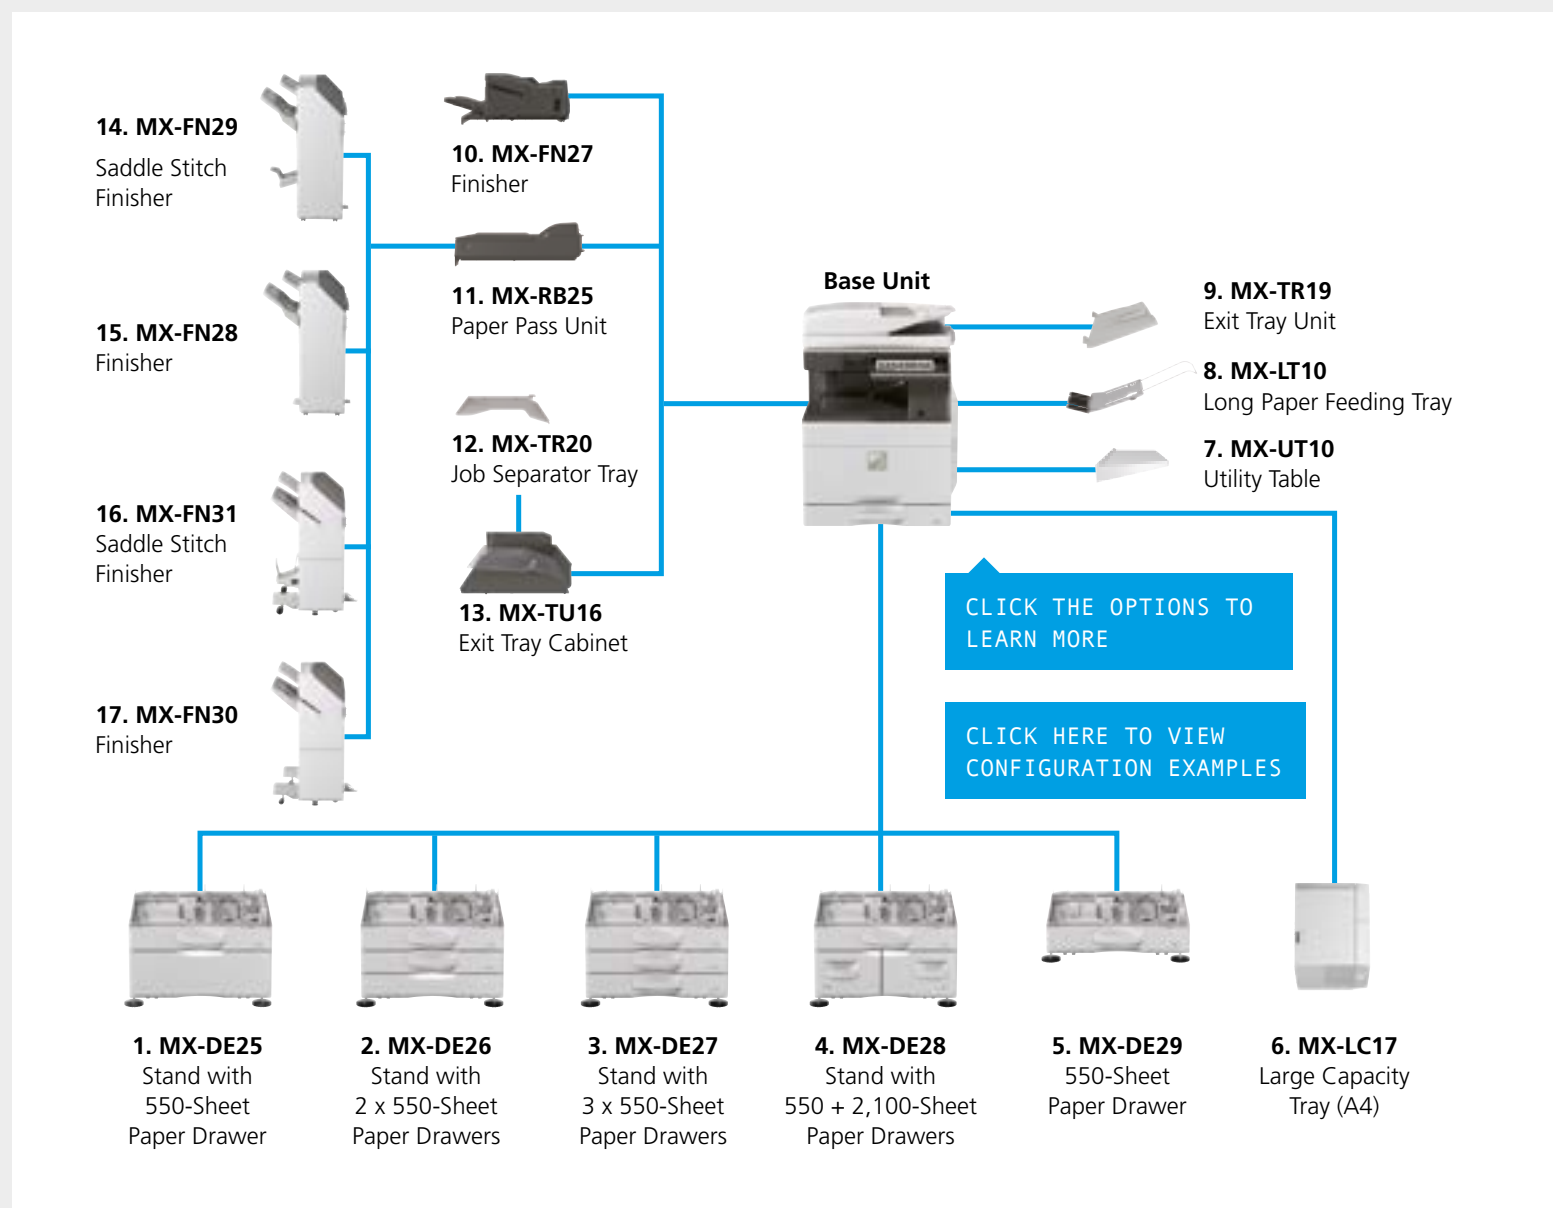 14. MX-FN29
Saddle Stitch
Finisher
10. MX-FN27
Finisher
11. MX-RB25
Paper Pass Unit
15. MX-FN28
Finisher
12. MX-TR20
Job Separator Tray
16. MX-FN31
Saddle Stitch
Finisher
13. MX-TU16
Exit Tray Cabinet
17. MX-FN30
Finisher
Base Unit
9. MX-TR19
Exit Tray Unit
8. MX-LT10
Long Paper Feeding Tray
7. MX-UT10
Utility Table
CLICK THE OPTIONS TO
LEARN MORE
CLICK HERE TO VIEW
CONFIGURATION EXAMPLES
1. MX-DE25
Stand with
550-Sheet
Paper Drawer
2. MX-DE26
Stand with
2 x 550-Sheet
Paper Drawers
3. MX-DE27
Stand with
3 x 550-Sheet
Paper Drawers
4. MX-DE28
Stand with
550 + 2,100-Sheet
Paper Drawers
5. MX-DE29
550-Sheet
Paper Drawer
6. MX-LC17
Large Capacity
Tray (A4)